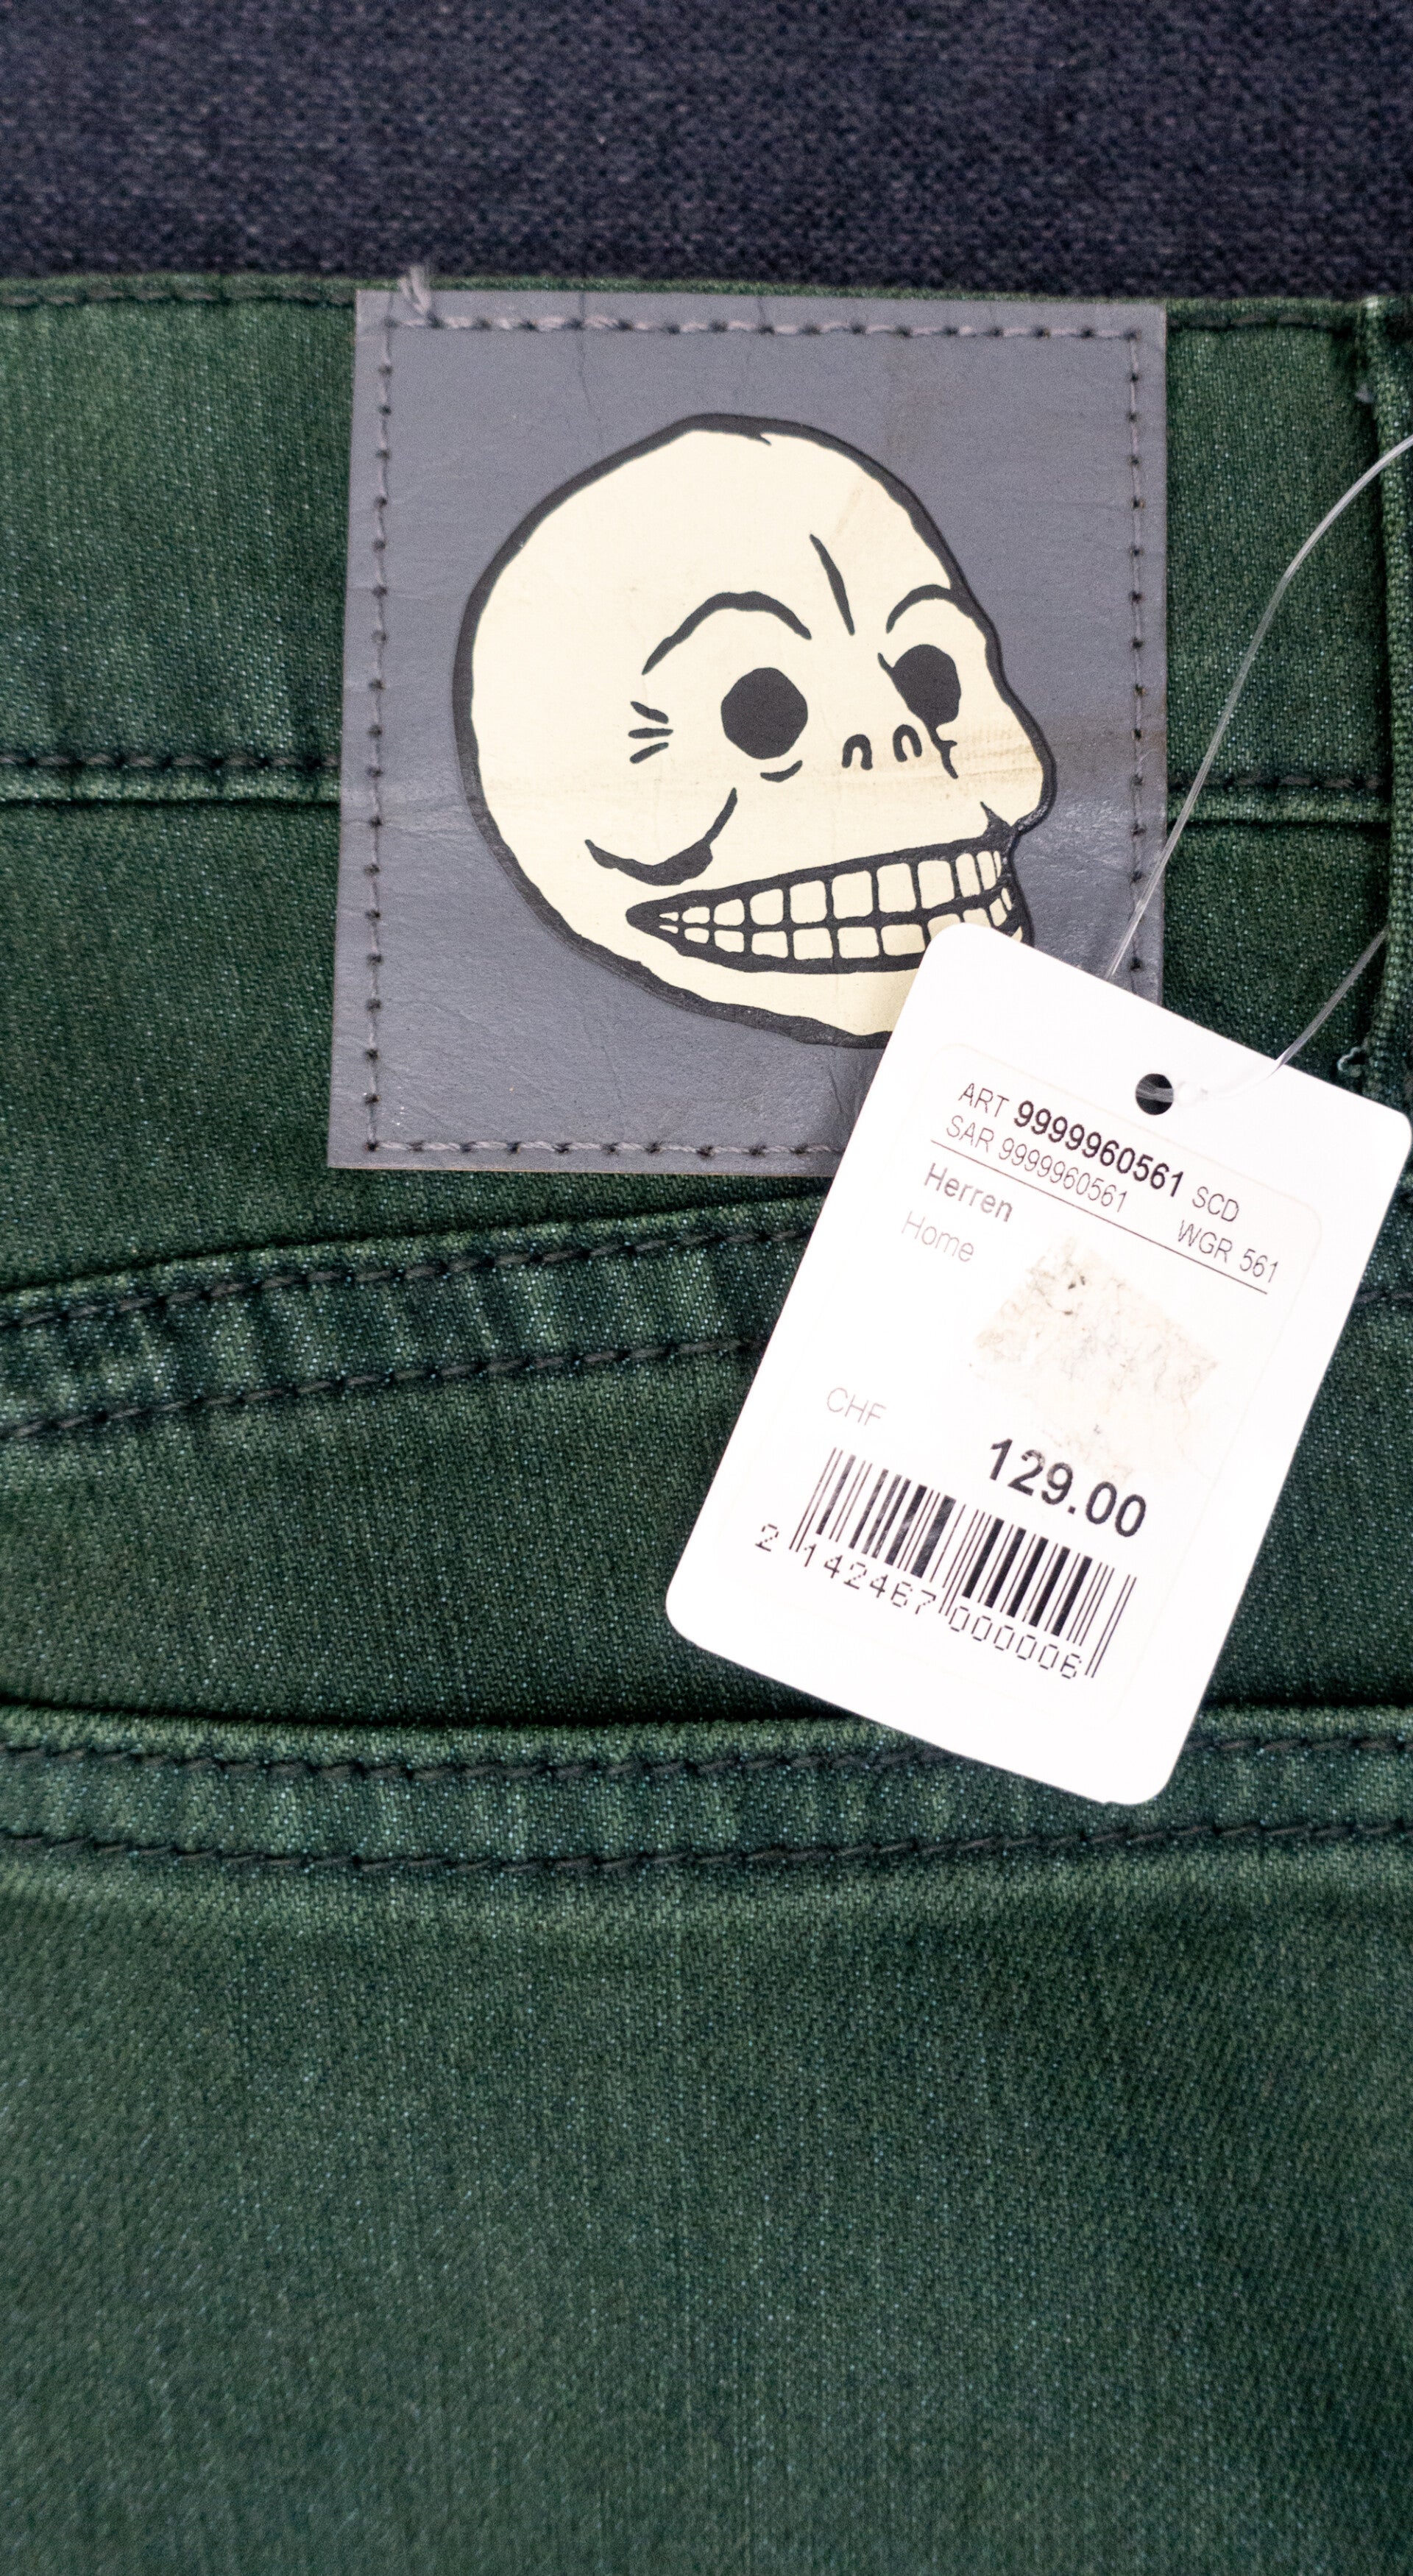 ART 9999960561 SCD
SAR 9999960561 WGR 561
Herren
Home
CHF
129.00
2 142467 000006